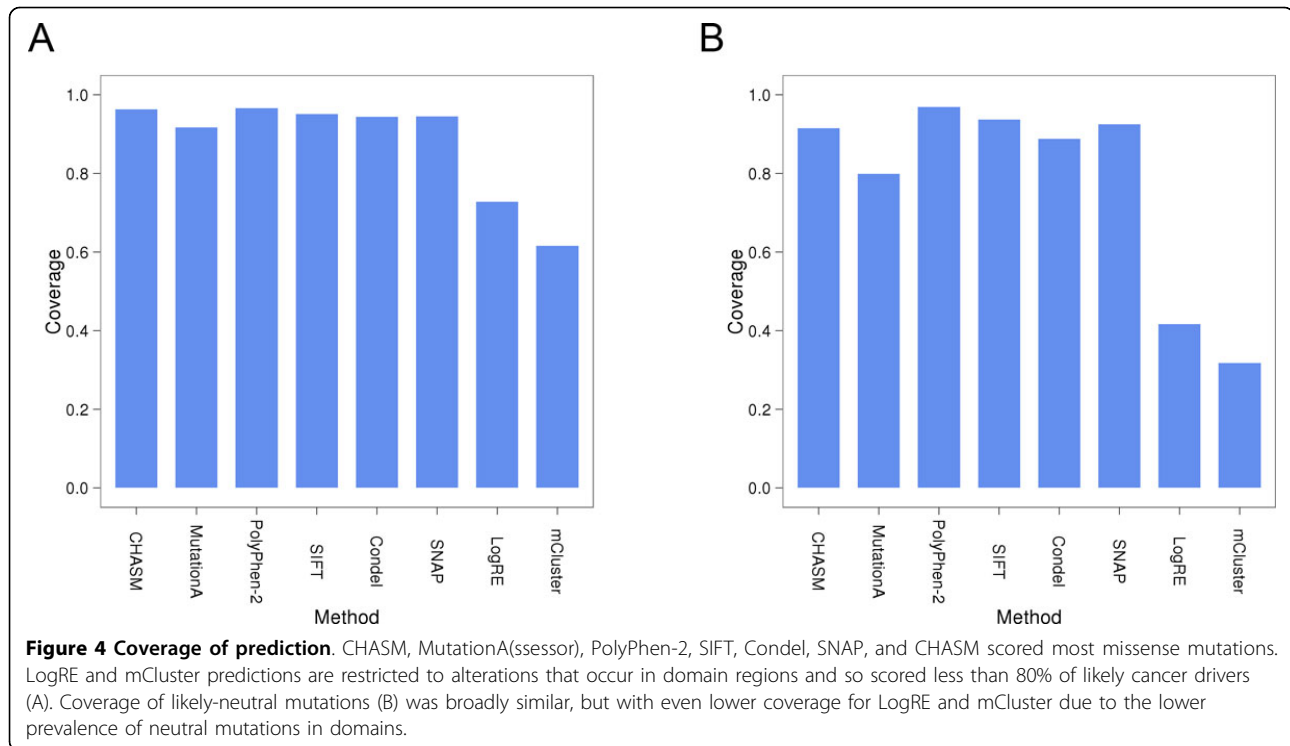 A
1.0
0.8
0.6
0.4
0.2
0.0
Coverage
CHASM
MutationA
PolyPhen-2
SIFT
Condel
SNAP
LogRE
mCluster
Method
B
1.0
0.8
0.6
0.4
0.2
0.0
Coverage
CHASM
MutationA
PolyPhen-2
SIFT
Condel
SNAP
LogRE
mCluster
Method
Figure 4 Coverage of prediction. CHASM, MutationA(ssessor), PolyPhen-2, SIFT, Condel, SNAP, and CHASM scored most missense mutations.
LogRE and mCluster predictions are restricted to alterations that occur in domain regions and so scored less than 80% of likely cancer drivers
(A). Coverage of likely-neutral mutations (B) was broadly similar, but with even lower coverage for LogRE and mCluster due to the lower
prevalence of neutral mutations in domains.